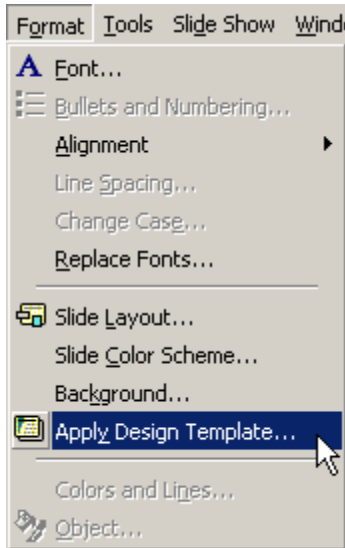 Format Tools Slide Show Wind
A Font...
Bullets and Numbering...
Alignment
Line Spacing...
Change Case...
Replace Fonts...
Slide Layout...
Slide Color Scheme...
Background...
Apply Design Template...
Colors and Lines...
Object...